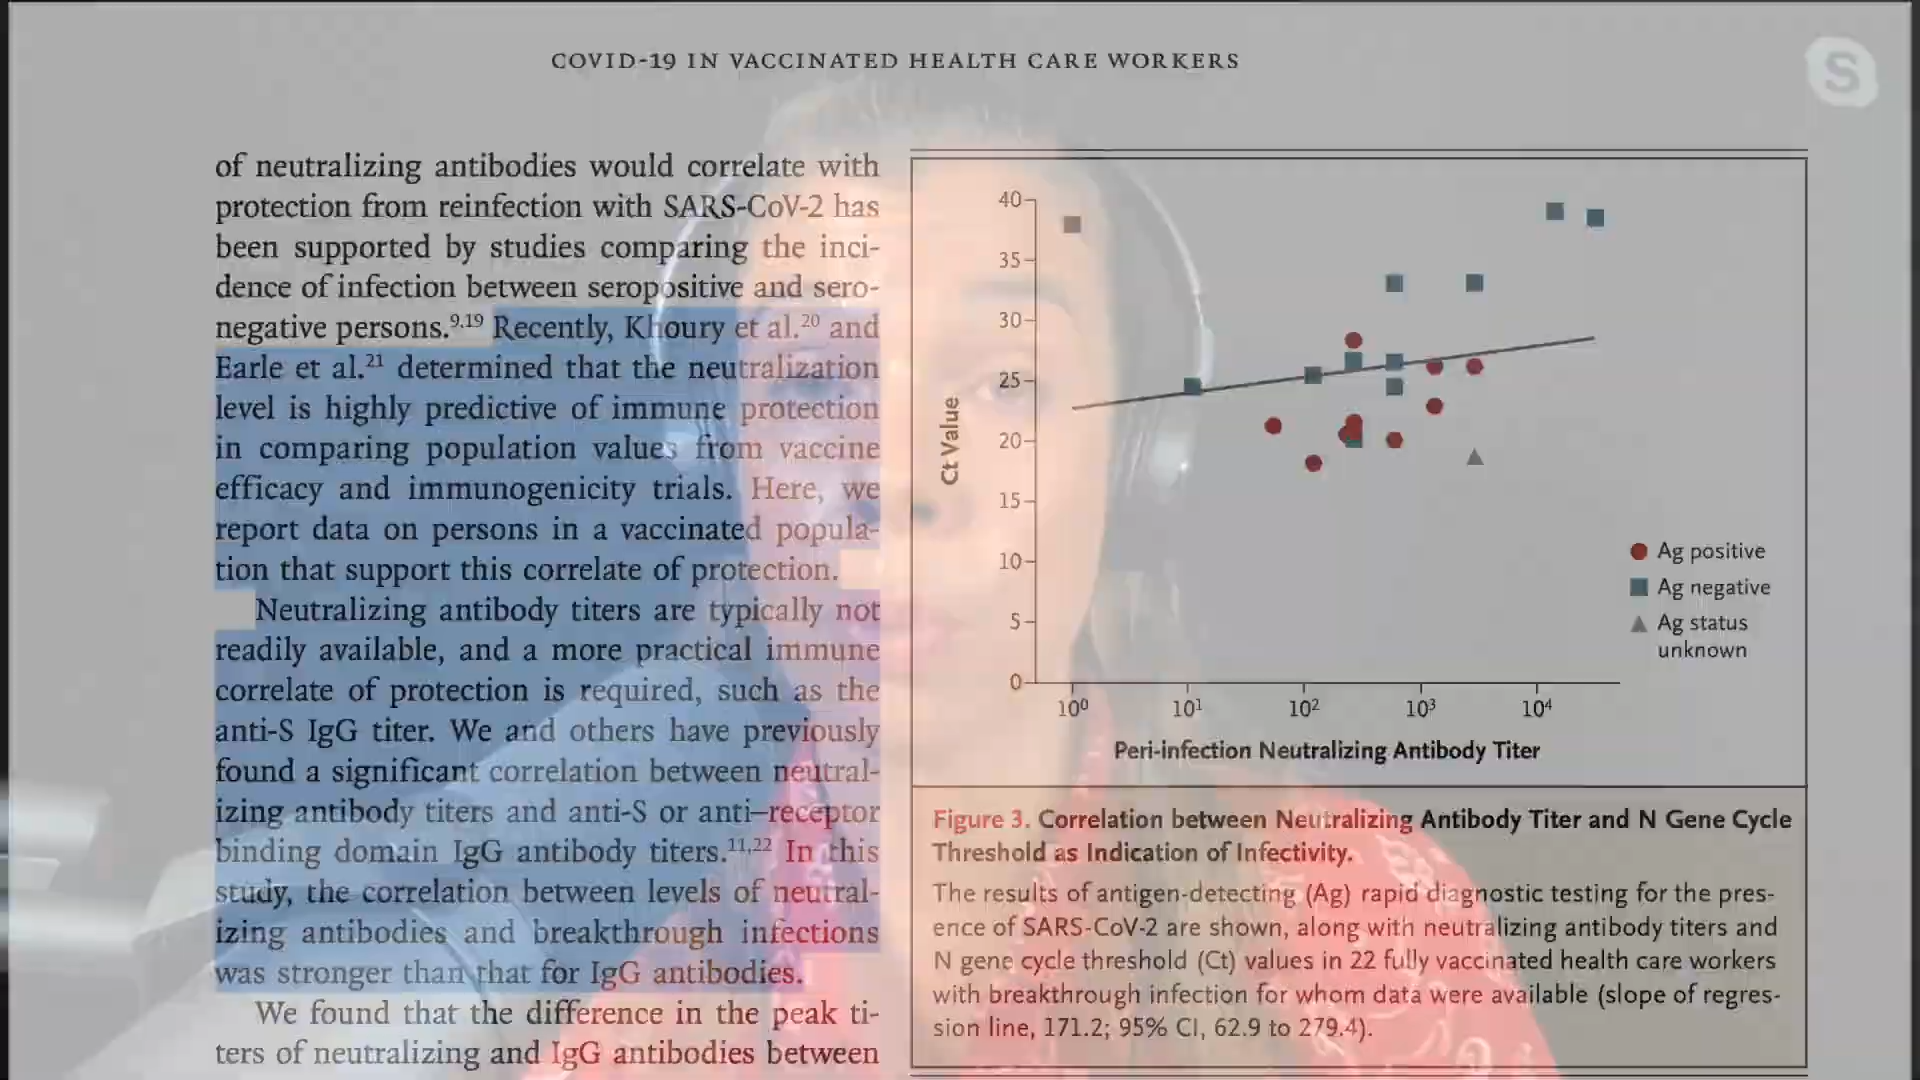 COVID-19 IN VACCINATED HEALTH CARE WORKERS
S
of neutralizing antibodies would correlate with
protection from reinfection with SARS-CoV-2 has
been supported by studies comparing the inci-
dence of infection between seropositive and sero-
negative persons.9,19 Recently, Khoury et al.20 and
Earle et al.21 determined that the neutralization
level is highly predictive of immune protection
in comparing population values from vaccine
efficacy and immunogenicity trials. Here, we
report data on persons in a vaccinated popula-
tion that support this correlate of protection.
Neutralizing antibody titers are typically not
readily available, and a more practical immune
correlate of protection is required, such as the
anti-S IgG titer. We and others have previously
found a significant correlation between neutral-
izing antibody titers and anti-S or anti–receptor
binding domain IgG antibody titers.11,22 In this
study, the correlation between levels of neutral-
izing antibodies and breakthrough infections
was stronger than that for IgG antibodies.
We found that the difference in the peak ti-
ters of neutralizing and IgG antibodies between
40
35
30
25
20
15
10
5
0
Ct Value
10⁰ 10¹ 10² 10³ 10⁴
Peri-infection Neutralizing Antibody Titer
Ag positive
Ag negative
Ag status
unknown
Figure 3. Correlation between Neutralizing Antibody Titer and N Gene Cycle
Threshold as Indication of Infectivity.
The results of antigen-detecting (Ag) rapid diagnostic testing for the pres-
ence of SARS-CoV-2 are shown, along with neutralizing antibody titers and
N gene cycle threshold (Ct) values in 22 fully vaccinated health care workers
with breakthrough infection for whom data were available (slope of regres-
sion line, 171.2; 95% CI, 62.9 to 279.4).